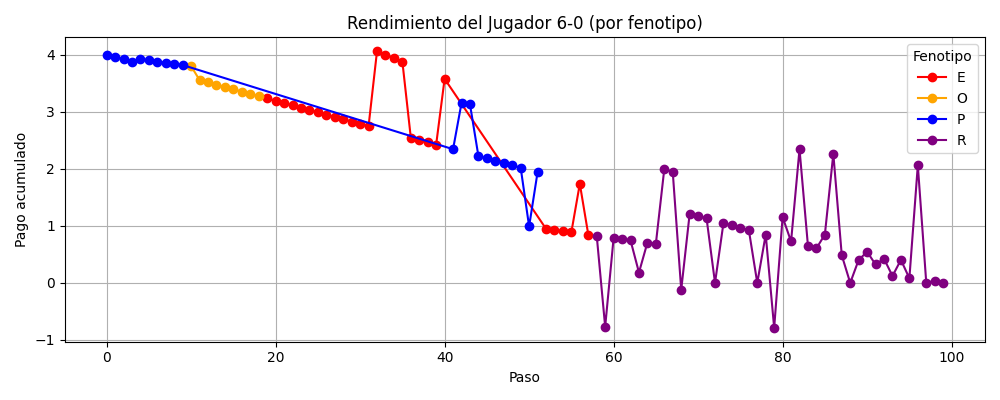 Rendimiento del Jugador 6-0 (por fenotipo)
Pago acumulado
4
3
2
1
0
−1
Fenotipo
E
O
P
R
0 20 40 60 80 100
Paso